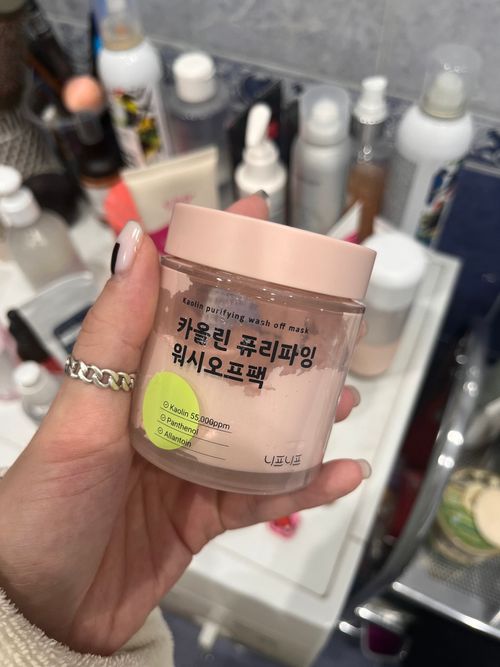 Kaolin purifying wash off mask
카올린 퓨리파잉
워시오프팩
Kaolin 55,000ppm
Panthenol
Allantoin
니프니프